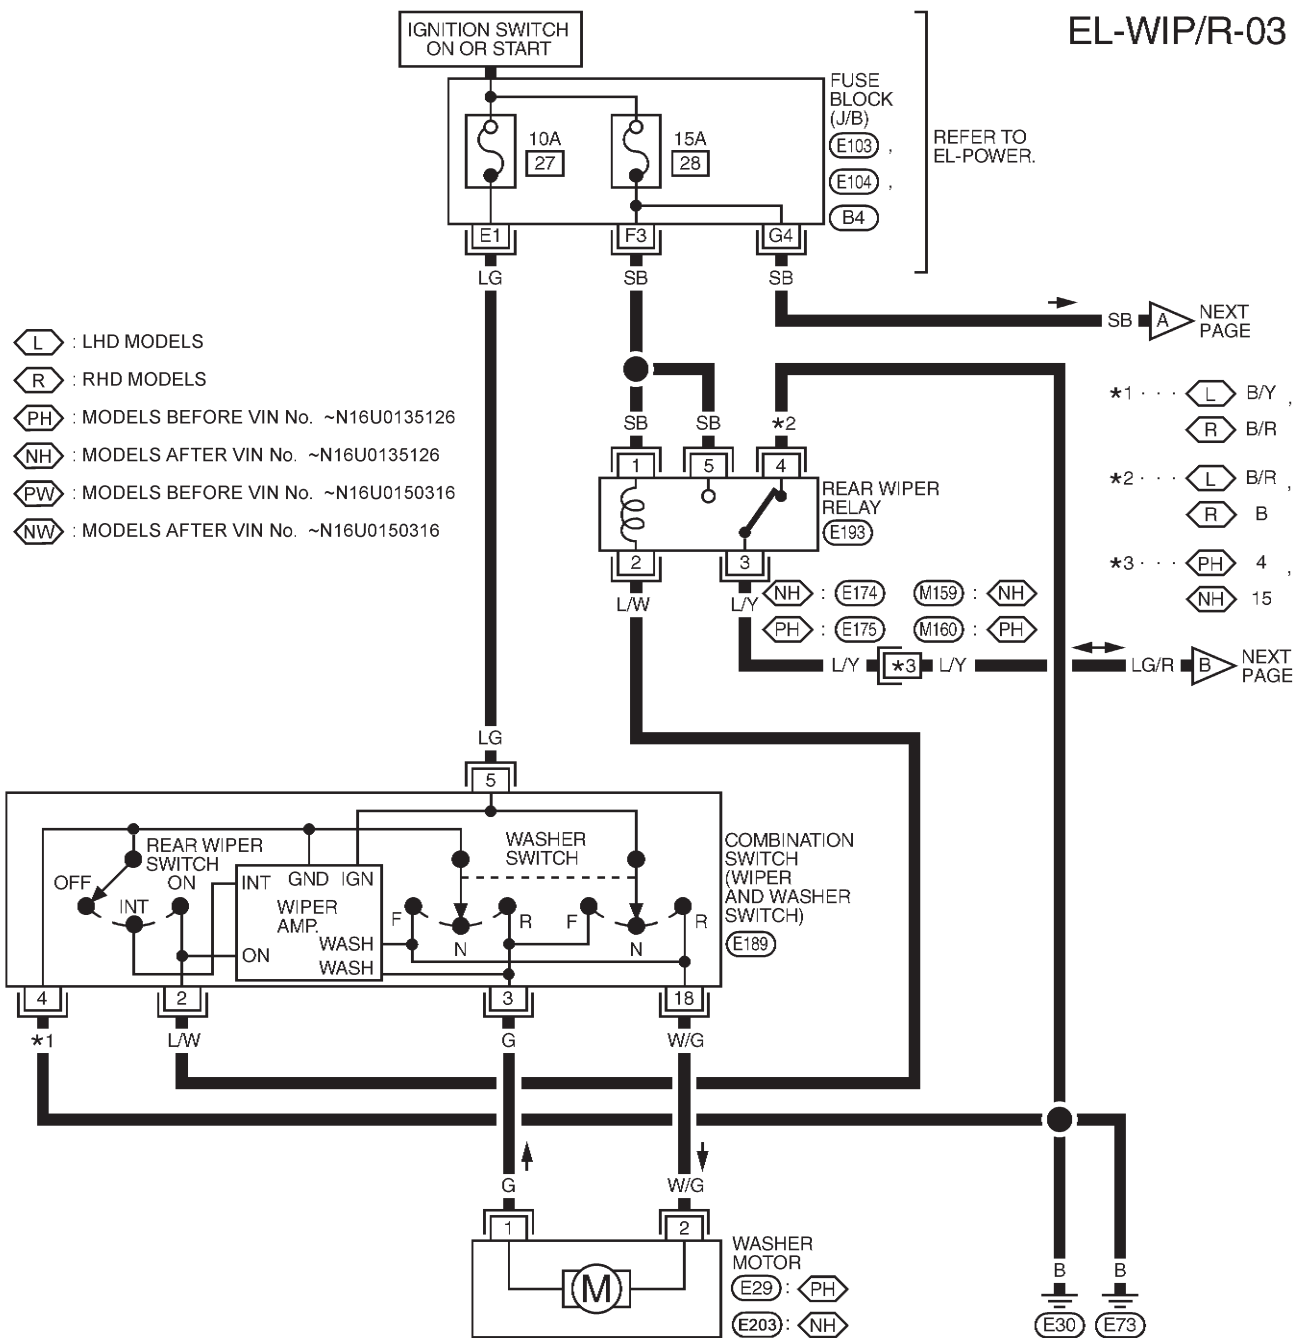 EL-WIP/R-03
IGNITION SWITCH
ON OR START
FUSE
BLOCK
(J/B)
E103 ,
E104 ,
B4
REFER TO
EL-POWER.
10A
27
15A
28
E1
F3
G4
LG
SB
SB
SB
A
NEXT
PAGE
L : LHD MODELS
R : RHD MODELS
PH : MODELS BEFORE VIN No. ~N16U0135126
NH : MODELS AFTER VIN No. ~N16U0135126
PW : MODELS BEFORE VIN No. ~N16U0150316
NW : MODELS AFTER VIN No. ~N16U0150316
★1 · · · L B/Y ,
R B/R
★2 · · · L B/R ,
R B
★3 · · · PH 4 ,
NH 15
SB
SB
★2
1
5
4
REAR WIPER
RELAY
E193
2
3
L/W
L/Y
NH : E174
M159 : NH
PH : E175
M160 : PH
L/Y
★3
L/Y
LG/R
B
NEXT
PAGE
LG
5
REAR WIPER
SWITCH
OFF
INT
ON
INT
GND
IGN
WIPER
AMP.
ON
WASH
WASH
WASHER
SWITCH
F
N
R
F
N
R
COMBINATION
SWITCH
(WIPER
AND WASHER
SWITCH)
E189
4
2
3
18
★1
L/W
G
W/G
G
W/G
1
2
M
WASHER
MOTOR
E29 : PH
E203 : NH
B
B
E30
E73